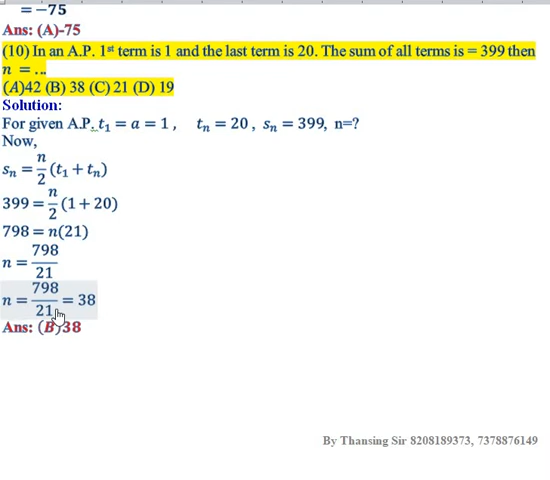 = −75
Ans: (A)-75
(10) In an A.P. 1st term is 1 and the last term is 20. The sum of all terms is = 399 then
n = ...
(A)42 (B) 38 (C) 21 (D) 19
Solution:
For given A.P. t₁ = a = 1 ,   tₙ = 20 , sₙ = 399, n=?
Now,
sₙ = n/2 (t₁ + tₙ)
399 = n/2 (1 + 20)
798 = n(21)
n = 798/21
n = 798/21 = 38
Ans: (B)38
By Thansing Sir 8208189373, 7378876149